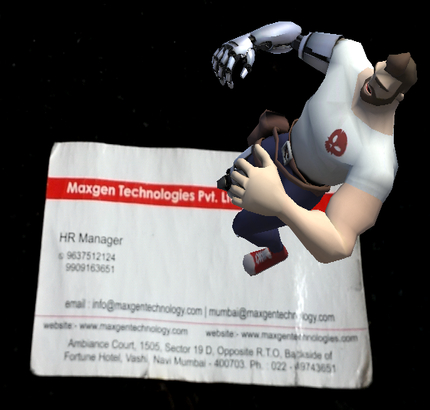 Maxgen Technologies Pvt.
HR Manager
9637512124
9909163651
email : info@maxgentechnology.com | mumbai@maxgentechnology.com
website:- www.maxgentechnology.com website:- www.maxgentechnologies.com
Ambiance Court, 1505, Sector 19 D, Opposite R.T.O, Backside of
Fortune Hotel, Vashi, Navi Mumbai - 400703. Ph. : 022 - 49743651